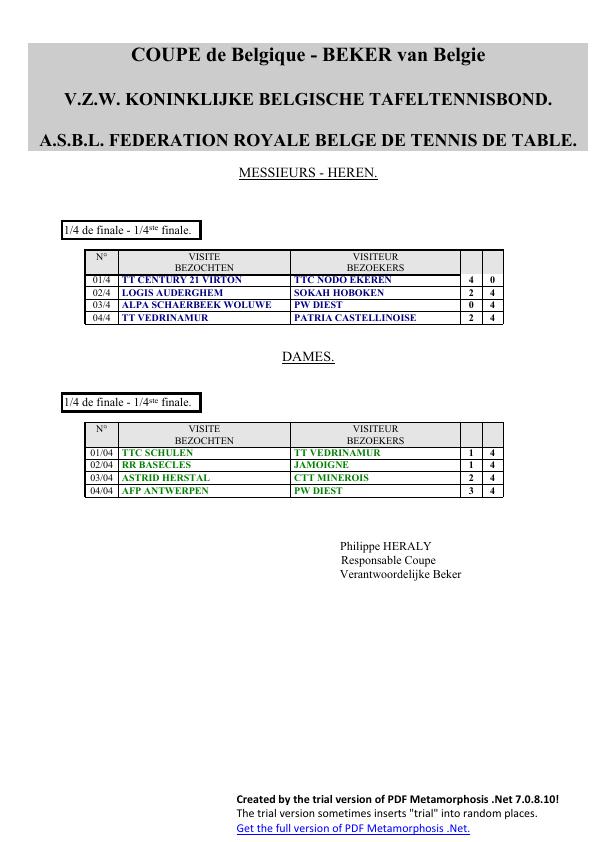 COUPE de Belgique - BEKER van Belgie
V.Z.W. KONINKLIJKE BELGISCHE TAFELTENNISBOND.
A.S.B.L. FEDERATION ROYALE BELGE DE TENNIS DE TABLE.
MESSIEURS - HEREN.
1/4 de finale - 1/4ste finale.
N° VISITE VISITEUR
BEZOCHTEN BEZOEKERS
01/4 TT CENTURY 21 VIRTON TTC NODO EKEREN 4 0
02/4 LOGIS AUDERGHEM SOKAH HOBOKEN 2 4
03/4 ALPA SCHAERBEEK WOLUWE PW DIEST 0 4
04/4 TT VEDRINAMUR PATRIA CASTELLINOISE 2 4
DAMES.
1/4 de finale - 1/4ste finale.
N° VISITE VISITEUR
BEZOCHTEN BEZOEKERS
01/04 TTC SCHULEN TT VEDRINAMUR 1 4
02/04 RR BASECLES JAMOIGNE 1 4
03/04 ASTRID HERSTAL CTT MINEROIS 2 4
04/04 AFP ANTWERPEN PW DIEST 3 4
Philippe HERALY
Responsable Coupe
Verantwoordelijke Beker
Created by the trial version of PDF Metamorphosis .Net 7.0.8.10!
The trial version sometimes inserts "trial" into random places.
Get the full version of PDF Metamorphosis .Net.